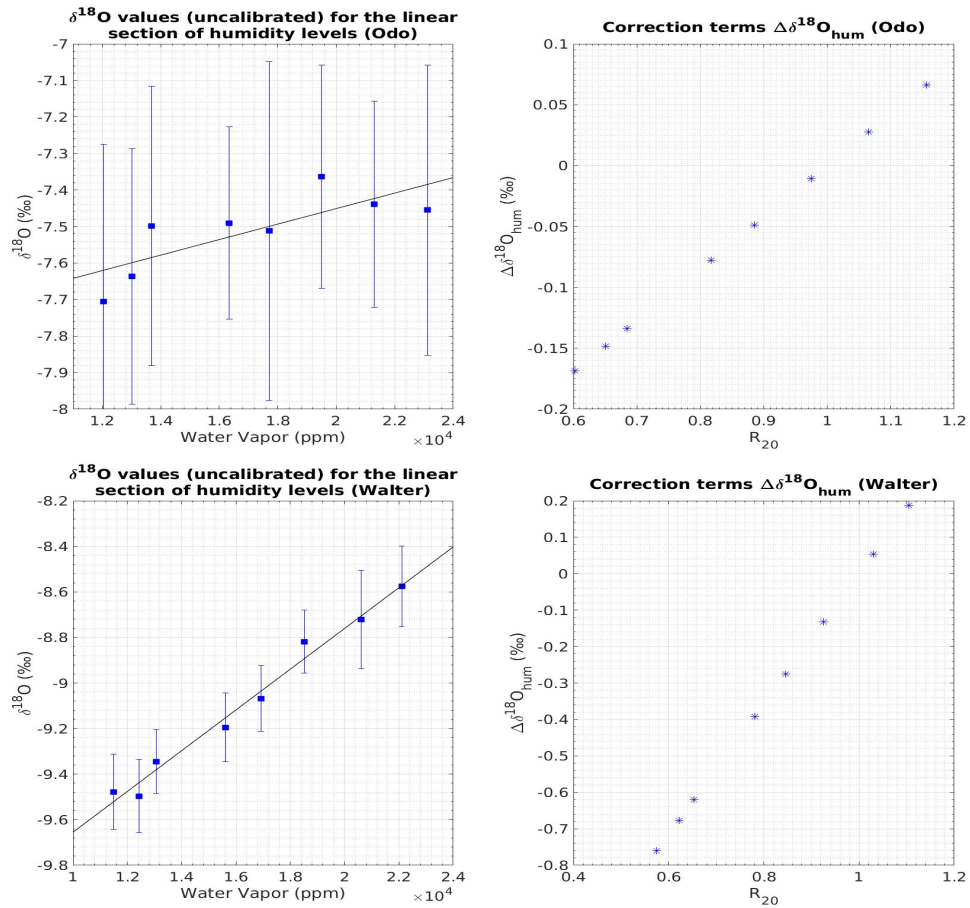 δ¹⁸O values (uncalibrated) for the linear
section of humidity levels (Odo)
-7
-7.1
-7.2
-7.3
-7.4
-7.5
-7.6
-7.7
-7.8
-7.9
-8
δ¹⁸O (‰)
1.2 1.4 1.6 1.8 2 2.2 2.4
Water Vapor (ppm) ×10⁴
Correction terms Δδ¹⁸O_hum (Odo)
0.1
0.05
0
-0.05
-0.1
-0.15
-0.2
Δδ¹⁸O_hum (‰)
0.6 0.7 0.8 0.9 1 1.1 1.2
R₂₀
δ¹⁸O values (uncalibrated) for the linear
section of humidity levels (Walter)
-8.2
-8.4
-8.6
-8.8
-9
-9.2
-9.4
-9.6
-9.8
δ¹⁸O (‰)
1 1.2 1.4 1.6 1.8 2 2.2 2.4
Water Vapor (ppm) ×10⁴
Correction terms Δδ¹⁸O_hum (Walter)
0.2
0.1
0
-0.1
-0.2
-0.3
-0.4
-0.5
-0.6
-0.7
-0.8
Δδ¹⁸O_hum (‰)
0.4 0.6 0.8 1 1.2
R₂₀